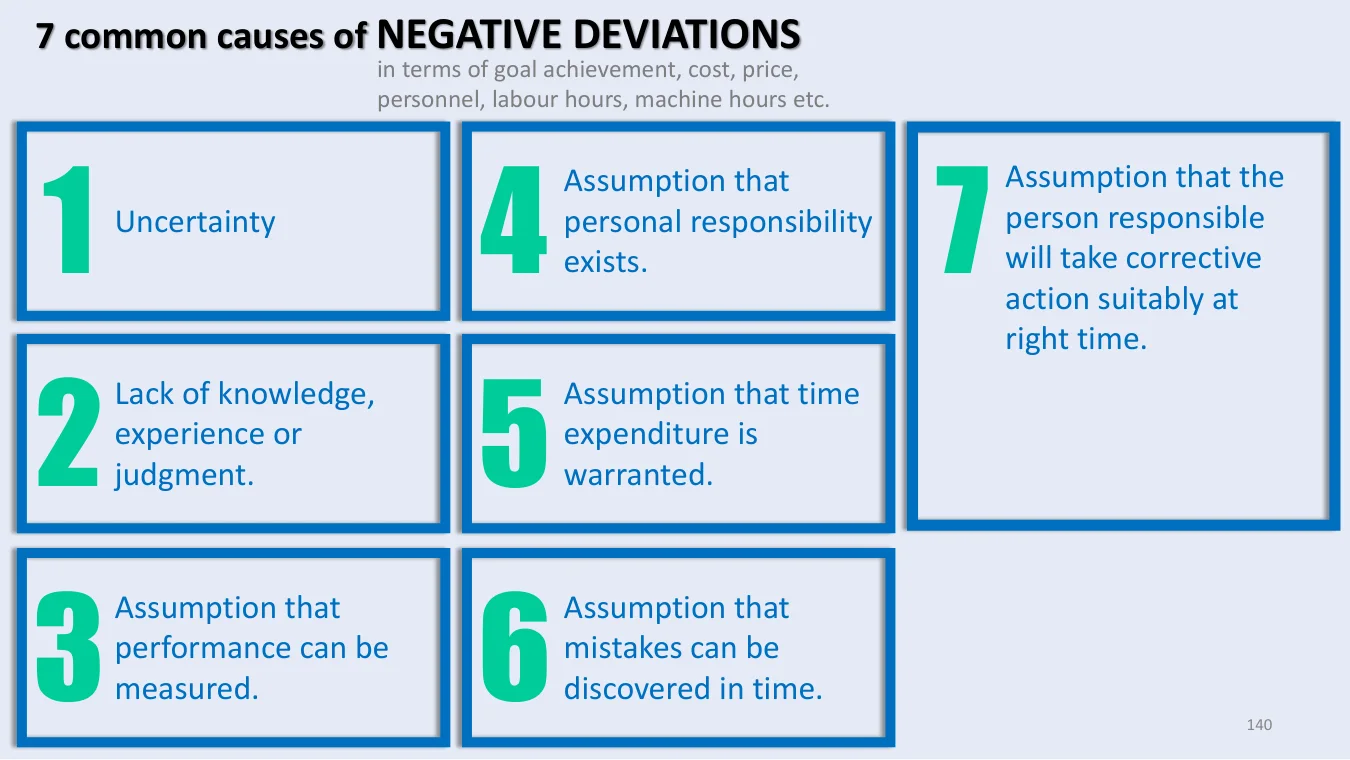 7 common causes of NEGATIVE DEVIATIONS
in terms of goal achievement, cost, price,
personnel, labour hours, machine hours etc.
1
Uncertainty
2
Lack of knowledge,
experience or
judgment.
3
Assumption that
performance can be
measured.
4
Assumption that
personal responsibility
exists.
5
Assumption that time
expenditure is
warranted.
6
Assumption that
mistakes can be
discovered in time.
7
Assumption that the
person responsible
will take corrective
action suitably at
right time.
140